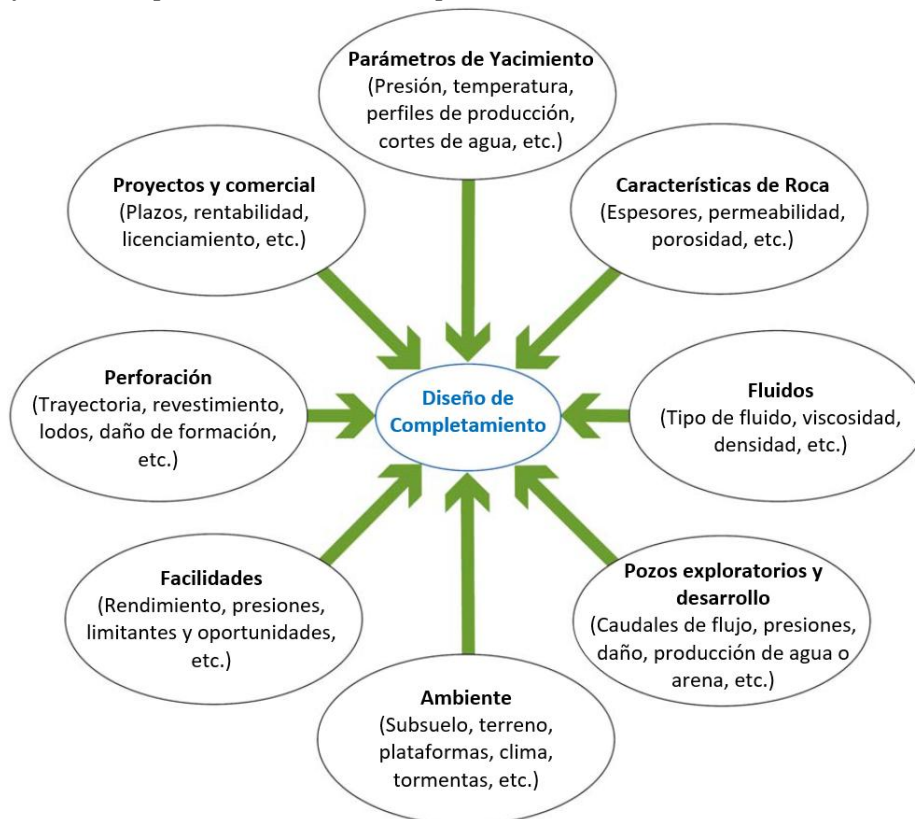 Parámetros de Yacimiento
(Presión, temperatura,
perfiles de producción,
cortes de agua, etc.)
Proyectos y comercial
(Plazos, rentabilidad,
licenciamiento, etc.)
Características de Roca
(Espesores, permeabilidad,
porosidad, etc.)
Perforación
(Trayectoria, revestimiento,
lodos, daño de formación,
etc.)
Diseño de
Completamiento
Fluidos
(Tipo de fluido, viscosidad,
densidad, etc.)
Facilidades
(Rendimiento, presiones,
limitantes y oportunidades,
etc.)
Pozos exploratorios y
desarrollo
(Caudales de flujo, presiones,
daño, producción de agua o
arena, etc.)
Ambiente
(Subsuelo, terreno,
plataformas, clima,
tormentas, etc.)